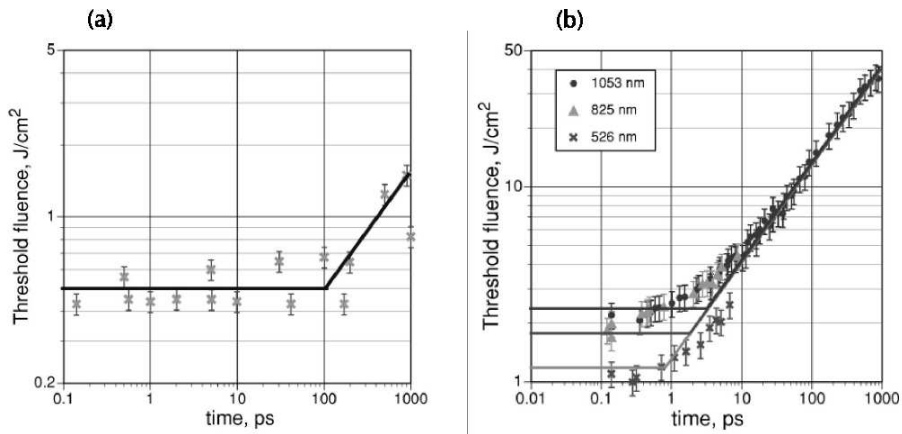 (a)
(b)
Threshold fluence, J/cm²
5
1
0.2
0.1
1
10
100
1000
time, ps
Threshold fluence, J/cm²
50
10
1
1053 nm
825 nm
526 nm
0.01
0.1
1
10
100
1000
time, ps